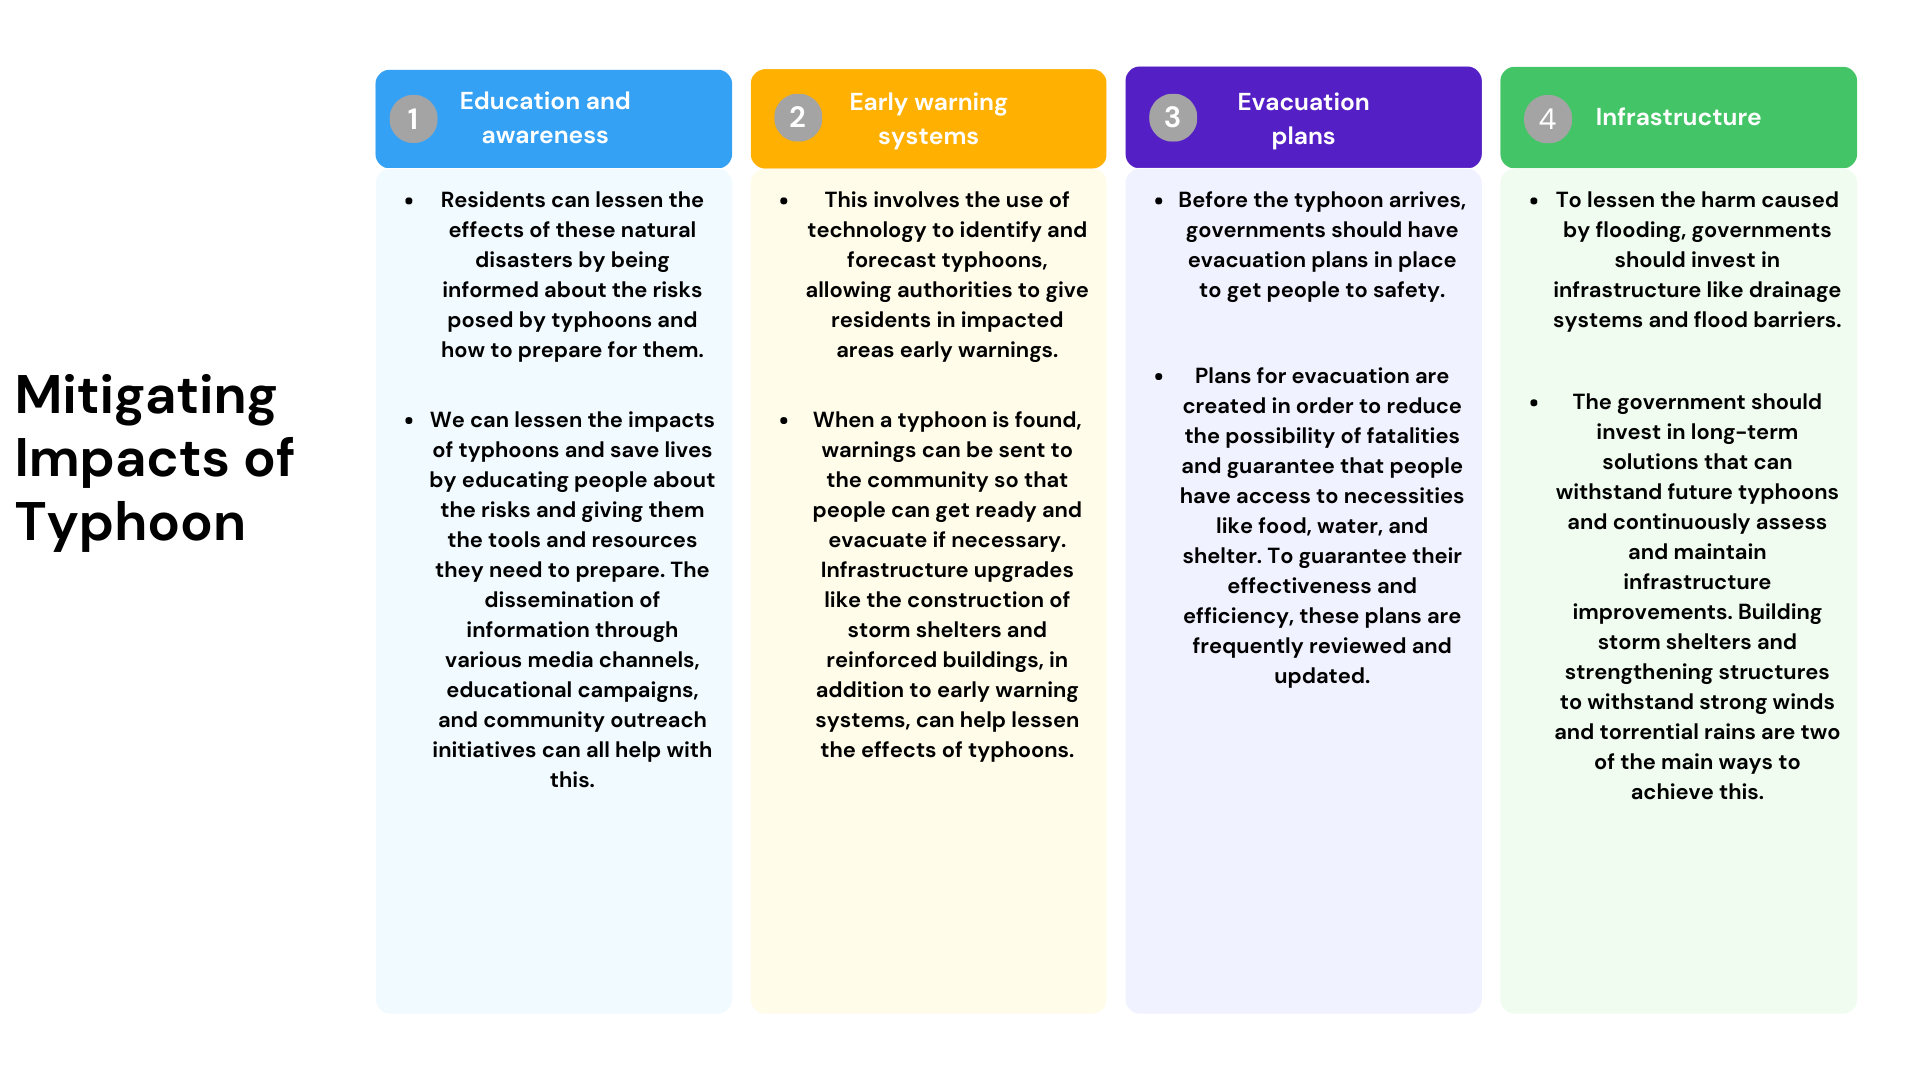 Mitigating
Impacts of
Typhoon
1
Education and
awareness
• Residents can lessen the
effects of these natural
disasters by being
informed about the risks
posed by typhoons and
how to prepare for them.
• We can lessen the impacts
of typhoons and save lives
by educating people about
the risks and giving them
the tools and resources
they need to prepare. The
dissemination of
information through
various media channels,
educational campaigns,
and community outreach
initiatives can all help with
this.
2
Early warning
systems
• This involves the use of
technology to identify and
forecast typhoons,
allowing authorities to give
residents in impacted
areas early warnings.
• When a typhoon is found,
warnings can be sent to
the community so that
people can get ready and
evacuate if necessary.
Infrastructure upgrades
like the construction of
storm shelters and
reinforced buildings, in
addition to early warning
systems, can help lessen
the effects of typhoons.
3
Evacuation
plans
• Before the typhoon arrives,
governments should have
evacuation plans in place
to get people to safety.
• Plans for evacuation are
created in order to reduce
the possibility of fatalities
and guarantee that people
have access to necessities
like food, water, and
shelter. To guarantee their
effectiveness and
efficiency, these plans are
frequently reviewed and
updated.
4
Infrastructure
• To lessen the harm caused
by flooding, governments
should invest in
infrastructure like drainage
systems and flood barriers.
• The government should
invest in long-term
solutions that can
withstand future typhoons
and continuously assess
and maintain
infrastructure
improvements. Building
storm shelters and
strengthening structures
to withstand strong winds
and torrential rains are two
of the main ways to
achieve this.